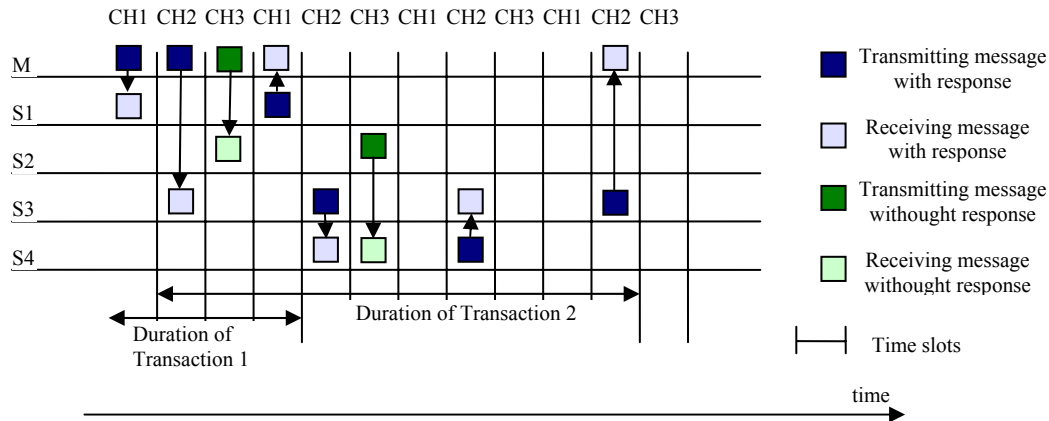 CH1 CH2 CH3 CH1 CH2 CH3 CH1 CH2 CH3 CH1 CH2 CH3
M
S1
S2
S3
S4
Duration of Transaction 2
Duration of
Transaction 1
time
Transmitting message
with response
Receiving message
with response
Transmitting message
withought response
Receiving message
withought response
Time slots